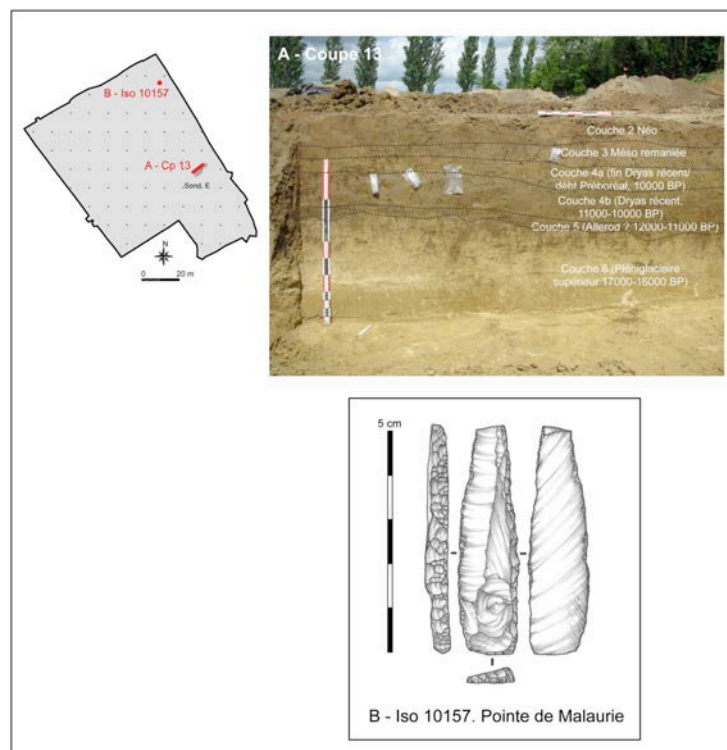 B - Iso 10157
A - Cp 13
Sond. E
N
0 20 m
A - Coupe 13
Couche 2 Néo
Couche 3 Méso remaniée
Couche 4a (fin Dryas récent/
débt Préboréal, 10000 BP)
Couche 4b (Dryas récent,
11000-10000 BP)
Couche 5 (Allerod ? 12000-11000 BP)
Couche 6 (Pléniglaciaire
supérieur 17000-16000 BP)
5 cm
B - Iso 10157. Pointe de Malaurie